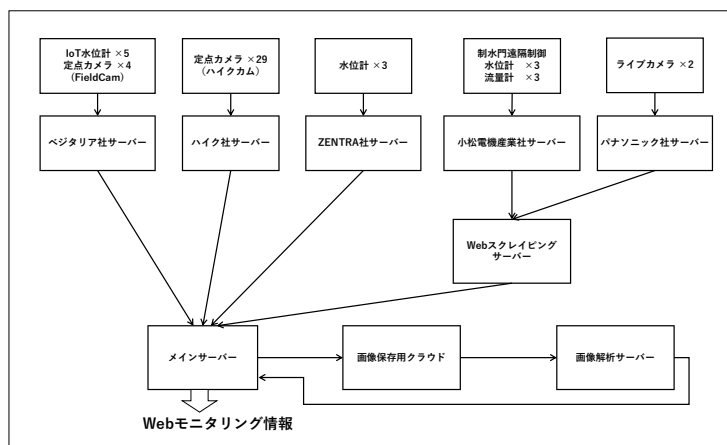 IoT水位計 ×5
定点カメラ ×4
(FieldCam)
定点カメラ ×29
(ハイクカム)
水位計 ×3
制水門遠隔制御
水位計 ×3
流量計 ×3
ライブカメラ ×2
ベジタリア社サーバー
ハイク社サーバー
ZENTRA社サーバー
小松電機産業社サーバー
パナソニック社サーバー
Webスクレイピング
サーバー
メインサーバー
画像保存用クラウド
画像解析サーバー
Webモニタリング情報